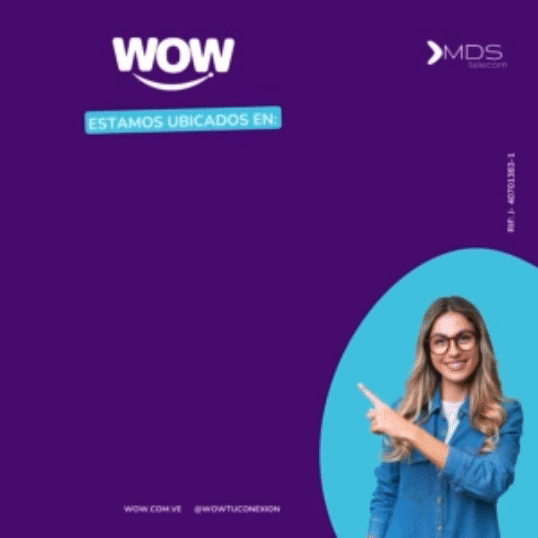 WOW
MDS
telecom
ESTAMOS UBICADOS EN:
RIF: J- 40701383-1
WOW.COM.VE @WOWTUCONEXION